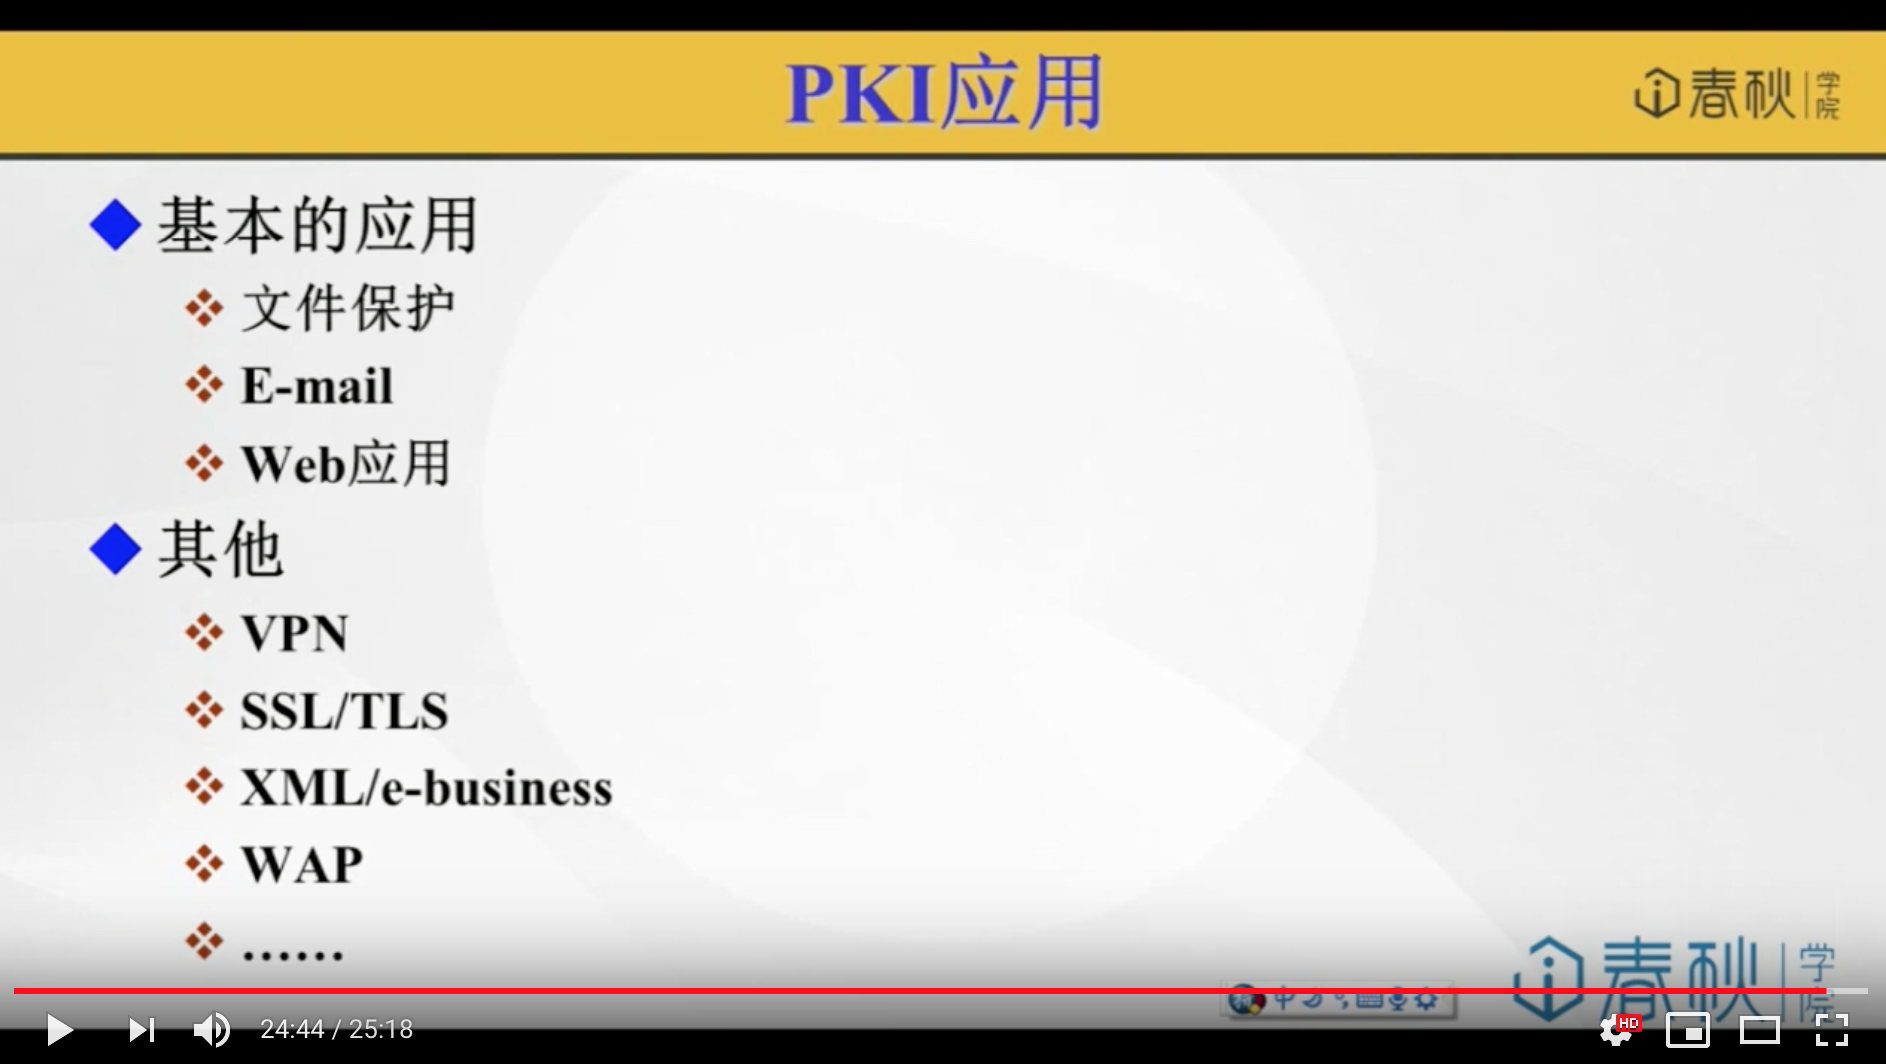 PKI应用
春秋学院
基本的应用
文件保护
E-mail
Web应用
其他
VPN
SSL/TLS
XML/e-business
WAP
……
中
春秋学院
24:44 / 25:18
HD